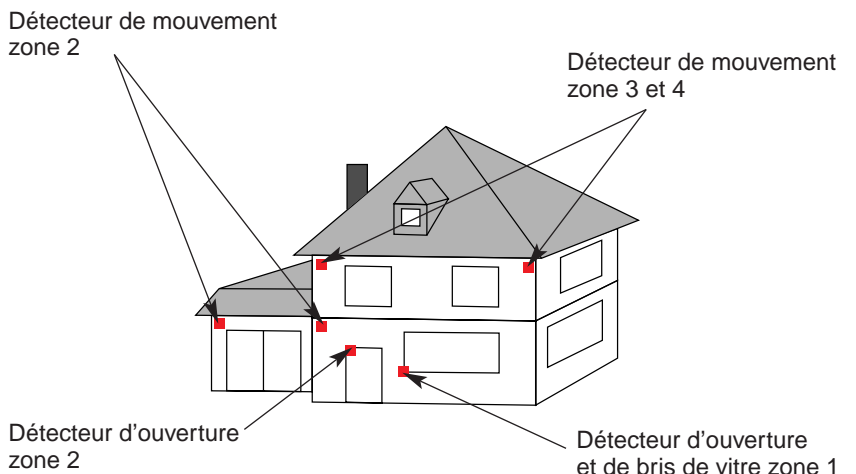 Détecteur de mouvement
zone 2
Détecteur de mouvement
zone 3 et 4
Détecteur d'ouverture
zone 2
Détecteur d'ouverture
et de bris de vitre zone 1